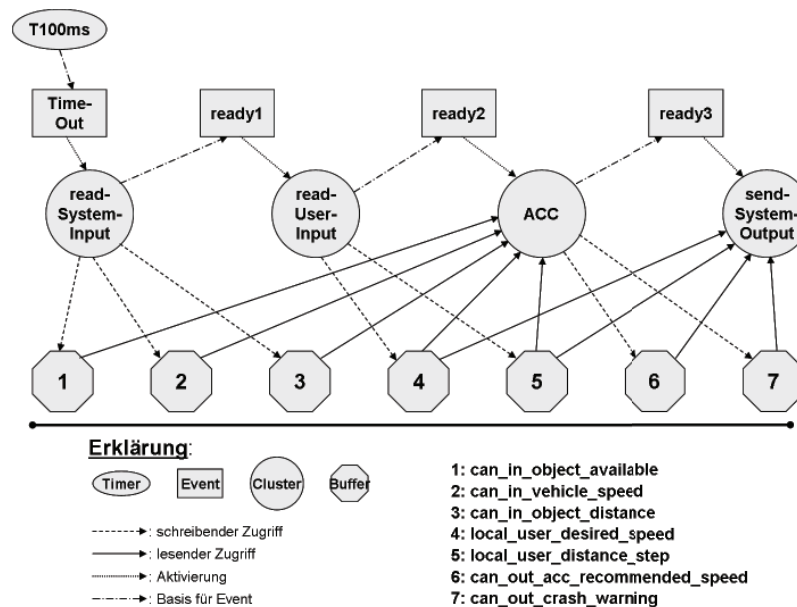 T100ms
Time-
Out
ready1
ready2
ready3
read-
System-
Input
read-
User-
Input
ACC
send-
System-
Output
1
2
3
4
5
6
7
Erklärung:
Timer
Event
Cluster
Buffer
: schreibender Zugriff
: lesender Zugriff
: Aktivierung
: Basis für Event
1: can_in_object_available
2: can_in_vehicle_speed
3: can_in_object_distance
4: local_user_desired_speed
5: local_user_distance_step
6: can_out_acc_recommended_speed
7: can_out_crash_warning